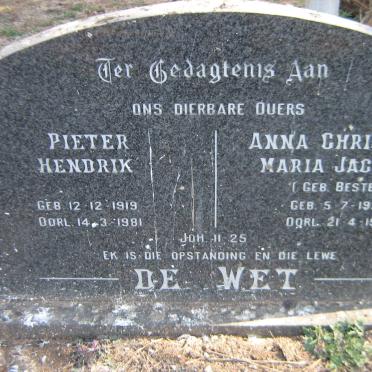 Ter Gedagtenis Aan
ONS DIERBARE OUERS
PIETER
HENDRIK
GEB. 12-12-1919
OORL. 14-3-1981
ANNA CHRI
MARIA JAC
(GEB. BESTE
GEB. 5-7-19
OORL. 21-4-19
JOH. 11.25
EK IS DIE OPSTANDING EN DIE LEWE
DE WET